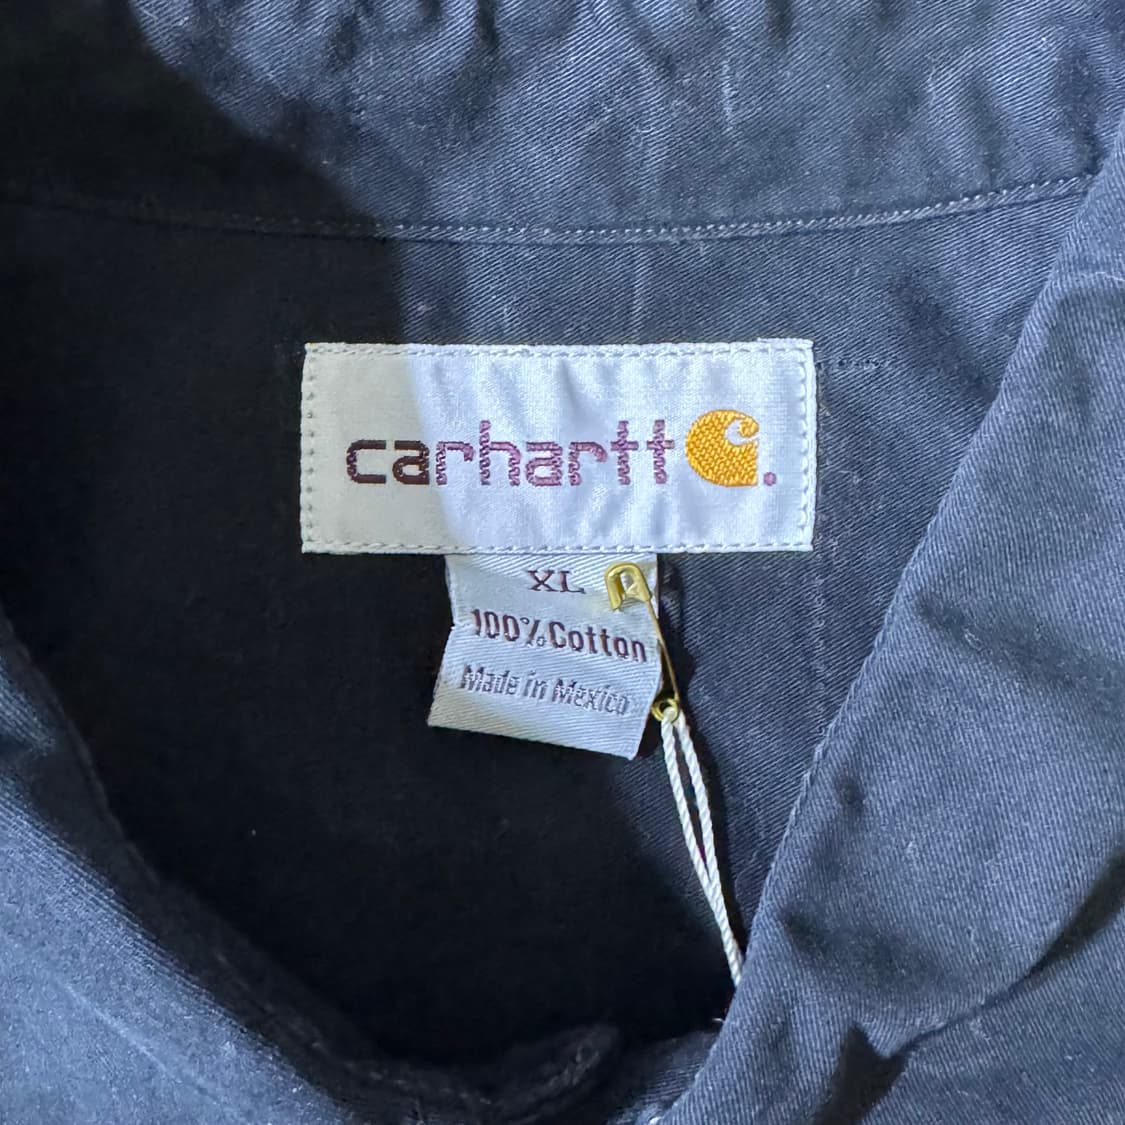 carhartt
XL
100% Cotton
Made in Mexico